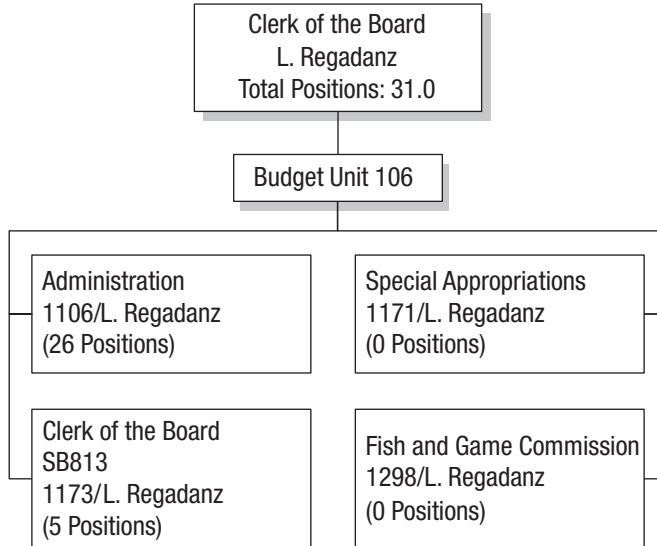 Clerk of the Board
L. Regadanz
Total Positions: 31.0
Budget Unit 106
Administration
1106/L. Regadanz
(26 Positions)
Special Appropriations
1171/L. Regadanz
(0 Positions)
Clerk of the Board
SB813
1173/L. Regadanz
(5 Positions)
Fish and Game Commission
1298/L. Regadanz
(0 Positions)